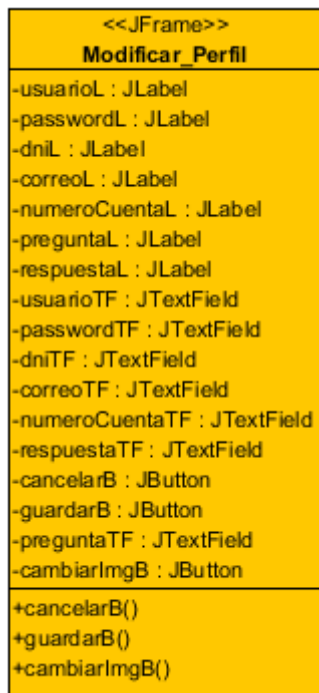 <<JFrame>>
Modificar_Perfil
-usuarioL : JLabel
-passwordL : JLabel
-dniL : JLabel
-correoL : JLabel
-numeroCuentaL : JLabel
-preguntaL : JLabel
-respuestaL : JLabel
-usuarioTF : JTextField
-passwordTF : JTextField
-dniTF : JTextField
-correoTF : JTextField
-numeroCuentaTF : JTextField
-respuestaTF : JTextField
-cancelarB : JButton
-guardarB : JButton
-preguntaTF : JTextField
-cambiarImgB : JButton
+cancelarB()
+guardarB()
+cambiarImgB()